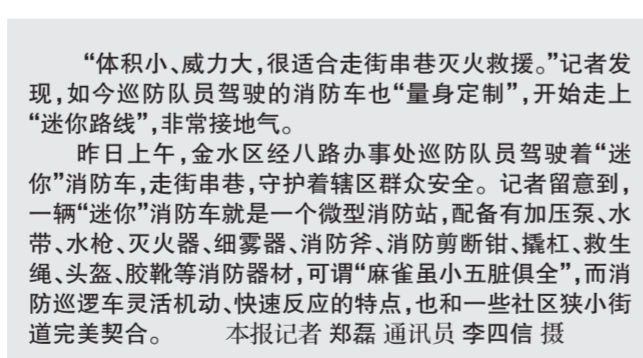 “体积小、威力大，很适合走街串巷灭火救援。”记者发
现，如今巡防队员驾驶的消防车也“量身定制”，开始走上
“迷你路线”，非常接地气。
昨日上午，金水区经八路办事处巡防队员驾驶着“迷
你”消防车，走街串巷，守护着辖区群众安全。记者留意到，
一辆“迷你”消防车就是一个微型消防站，配备有加压泵、水
带、水枪、灭火器、细雾器、消防斧、消防剪断钳、撬杠、救生
绳、头盔、胶靴等消防器材，可谓“麻雀虽小五脏俱全”，而消
防巡逻车灵活机动、快速反应的特点，也和一些社区狭小街
道完美契合。 本报记者 郑磊 通讯员 李四信 摄